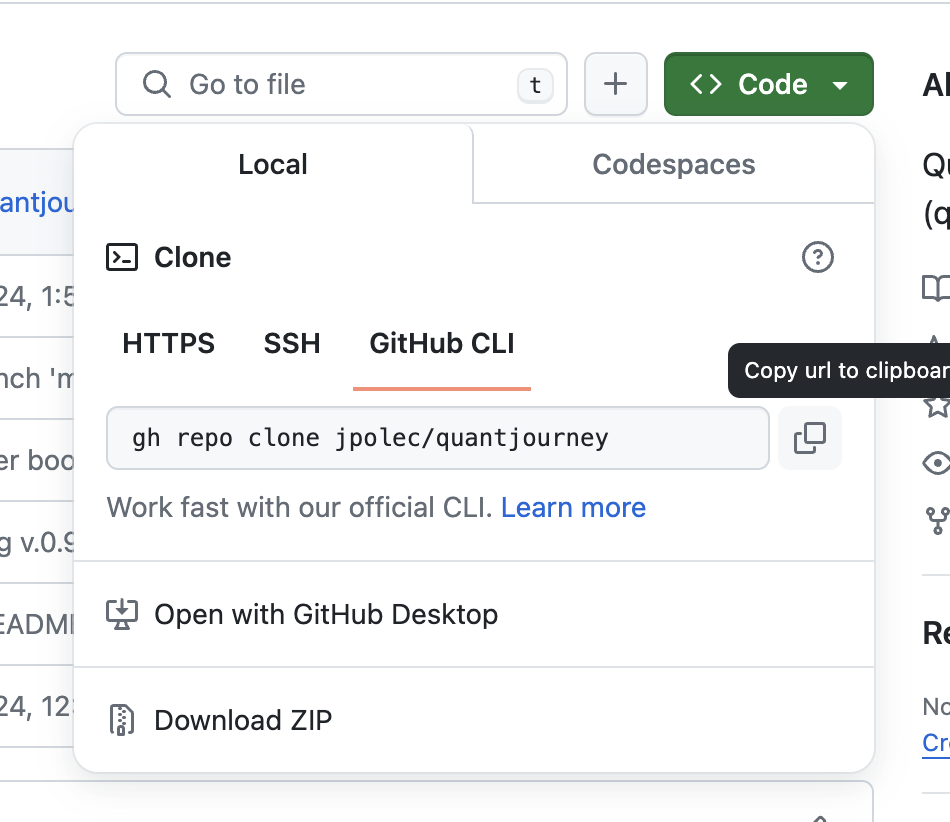 Go to file
t
Code
Local
Codespaces
Clone
HTTPS
SSH
GitHub CLI
Copy url to clipboar
gh repo clone jpolec/quantjourney
Work fast with our official CLI. Learn more
Open with GitHub Desktop
Download ZIP
antjou
24, 1:5
nch 'm
er boo
g v.0.9
EADM
24, 12:
Qu
(q
Re
No
Cr